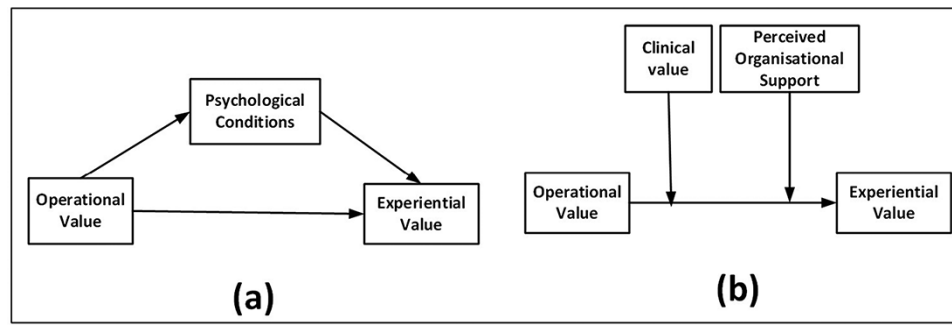 Psychological
Conditions
Operational
Value
Experiential
Value
(a)
Clinical
value
Perceived
Organisational
Support
Operational
Value
Experiential
Value
(b)